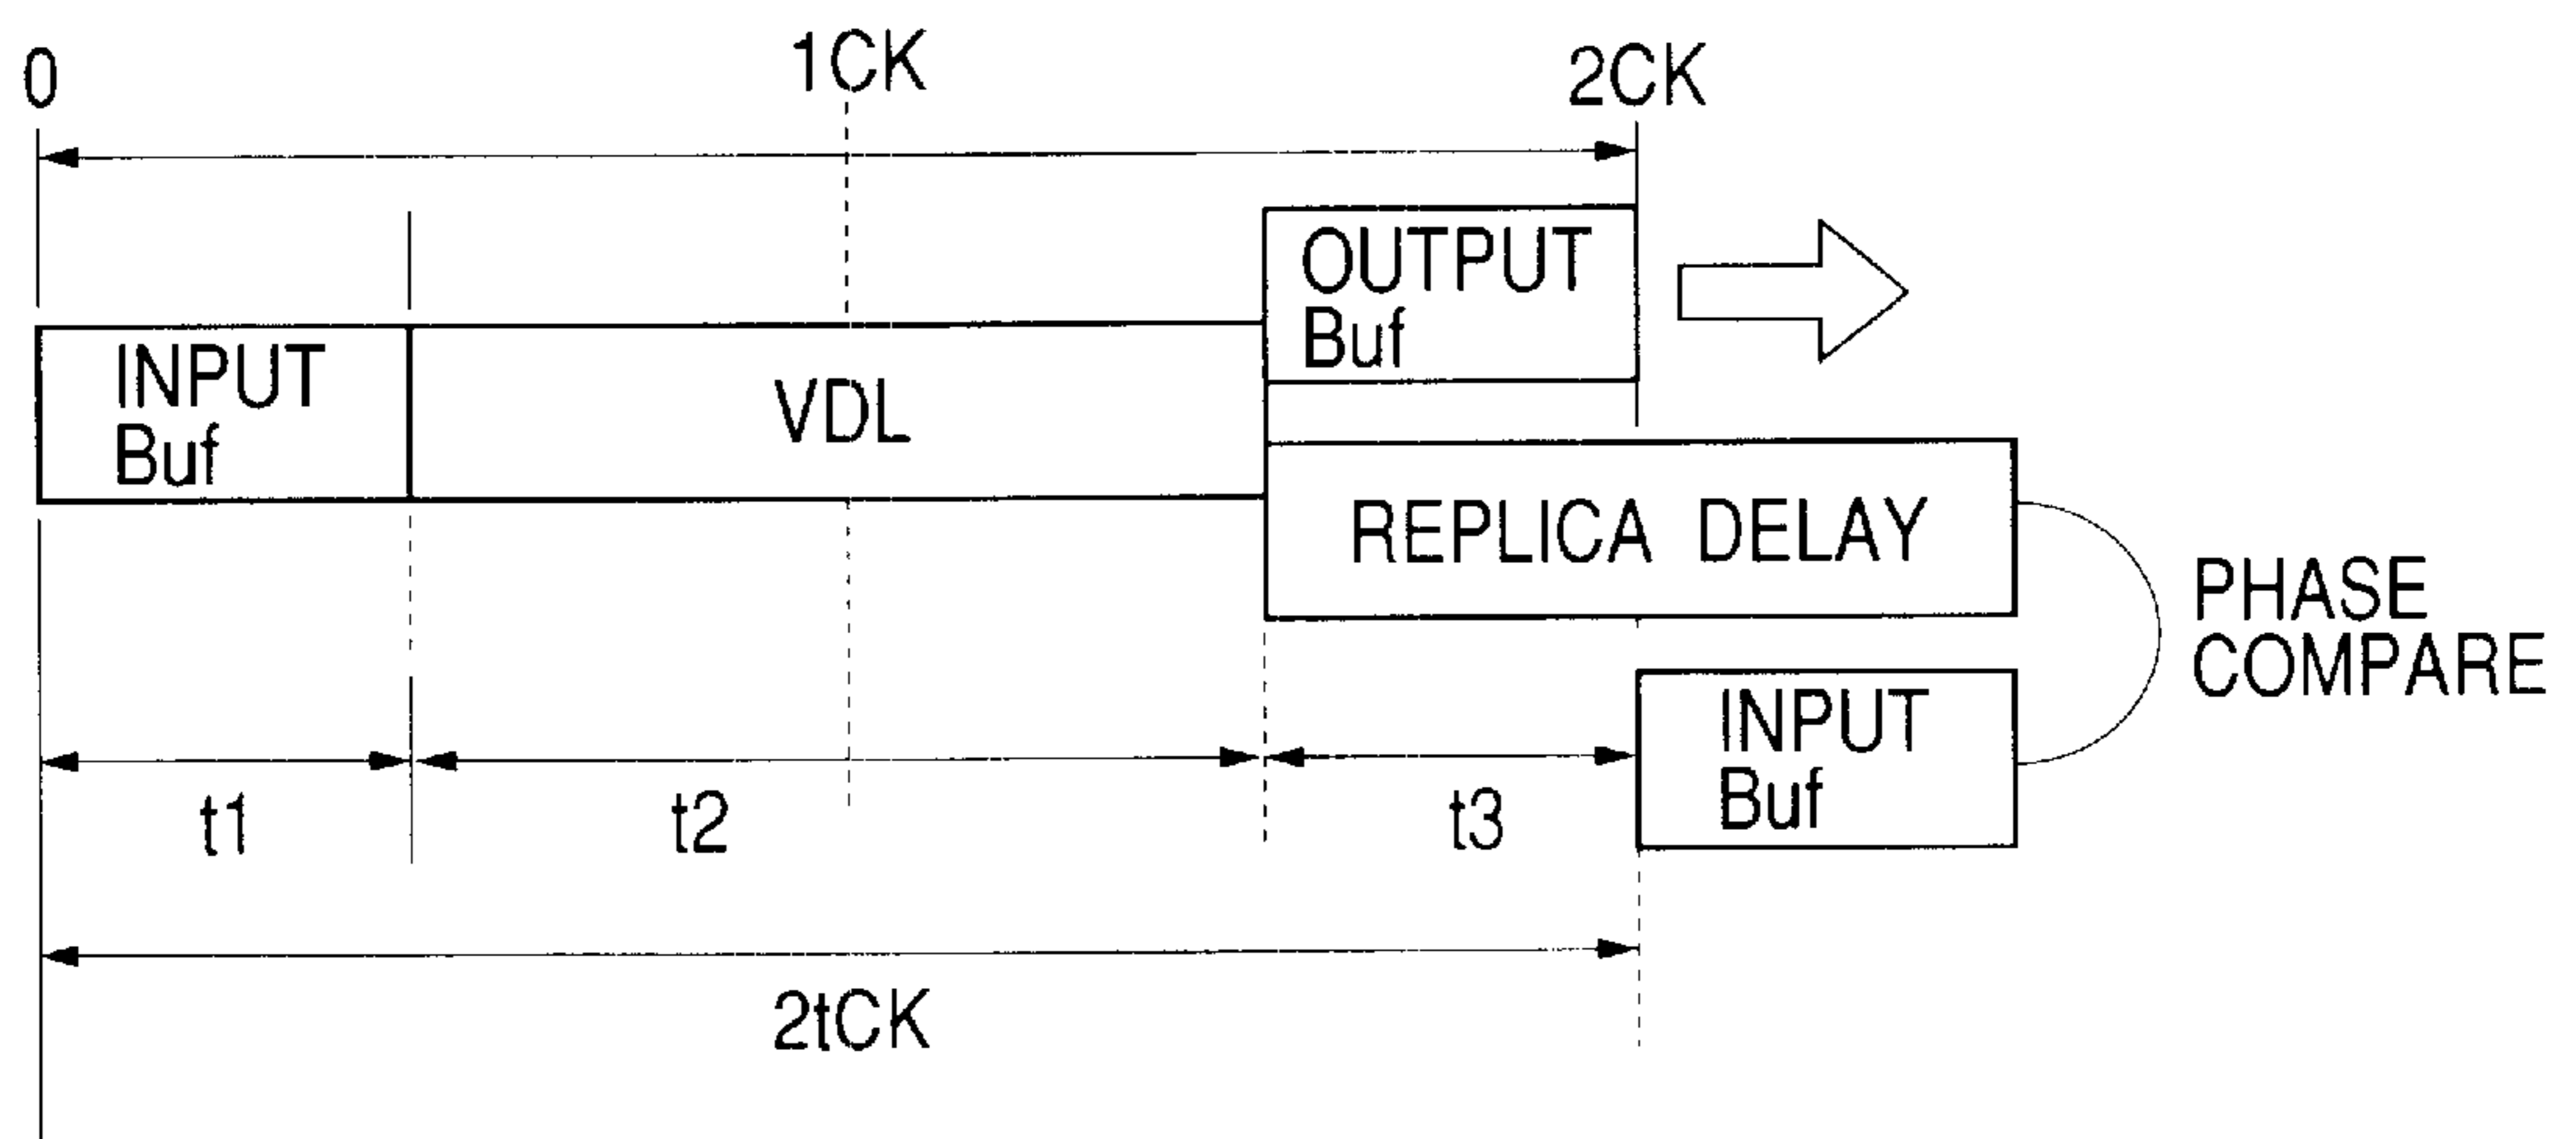 0
1CK
2CK
OUTPUT
Buf
INPUT
Buf
VDL
REPLICA DELAY
PHASE
COMPARE
INPUT
Buf
t1
t2
t3
2tCK